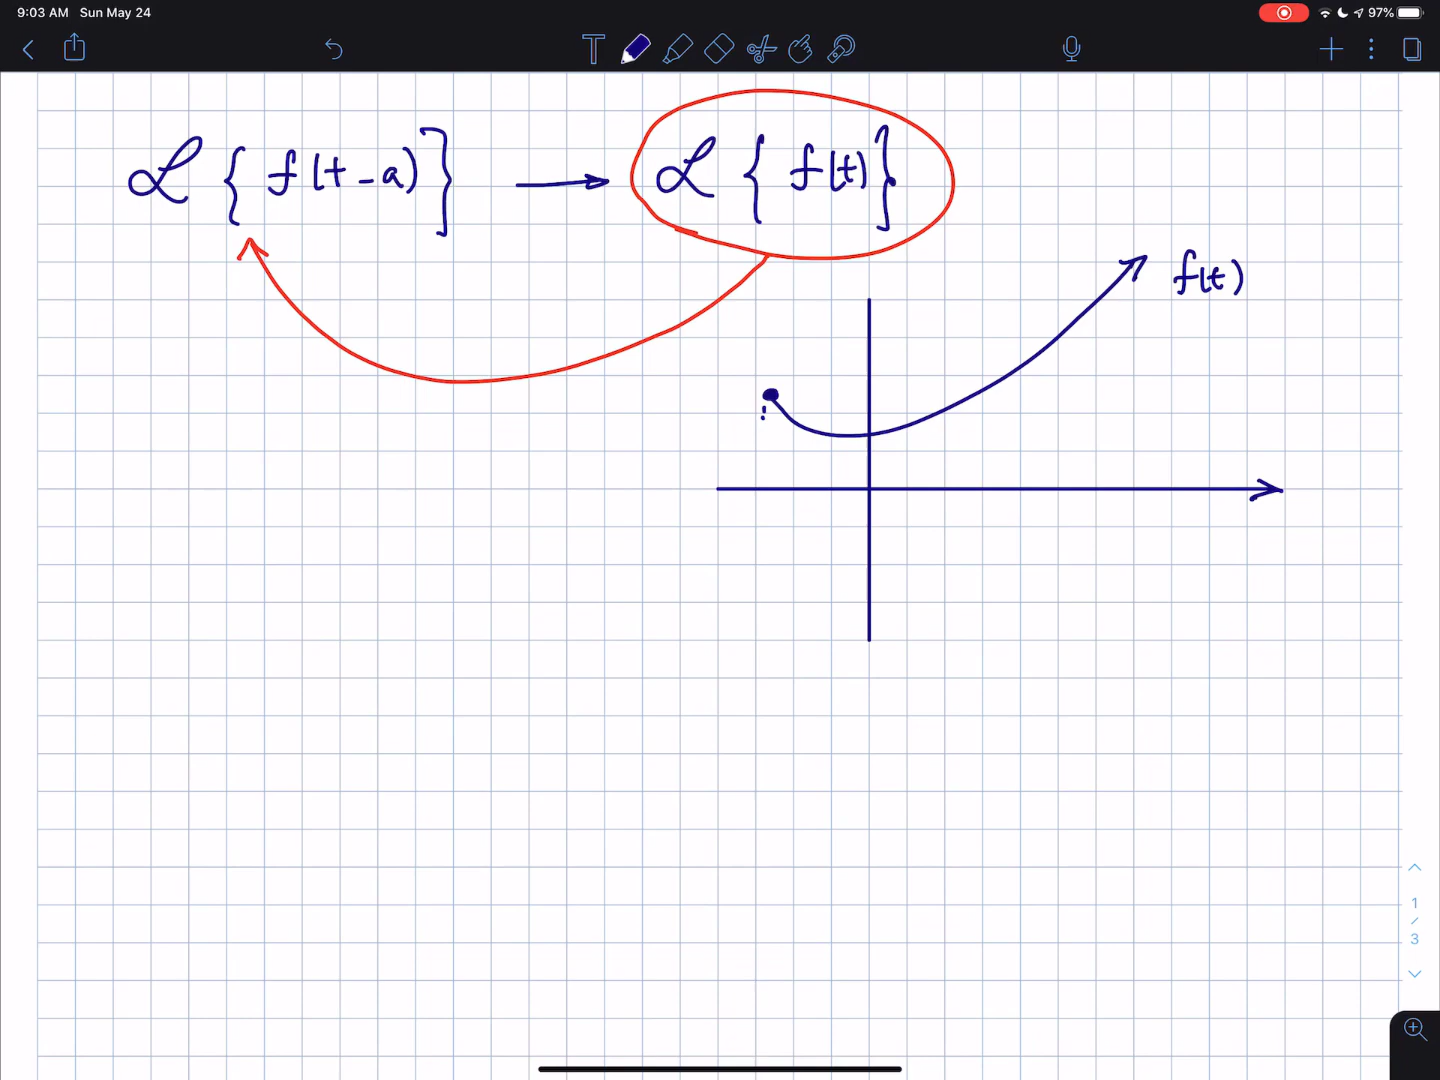 9:03 AM Sun May 24
97%
T
ℒ { f(t-a) } → ℒ { f(t) }
f(t)
1
/
3